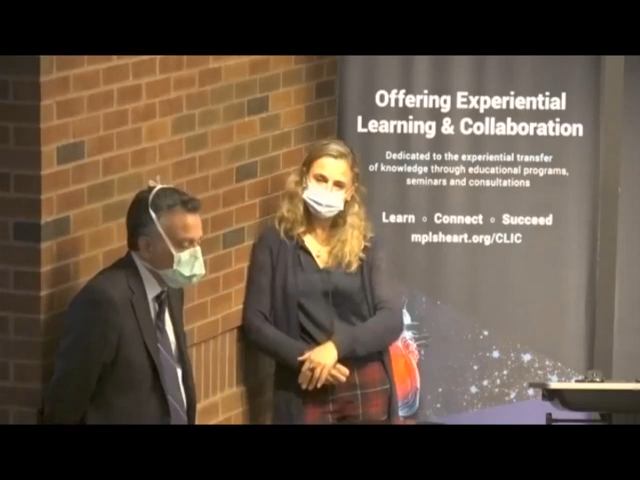 Offering Experiential
Learning & Collaboration
Dedicated to the experiential transfer
of knowledge through educational programs,
seminars and consultations
Learn ○ Connect ○ Succeed
mplsheart.org/CLIC